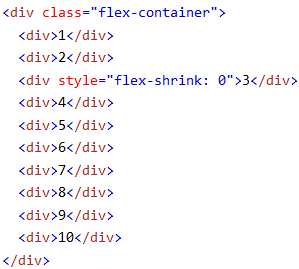 <div class="flex-container">
  <div>1</div>
  <div>2</div>
  <div style="flex-shrink: 0">3</div>
  <div>4</div>
  <div>5</div>
  <div>6</div>
  <div>7</div>
  <div>8</div>
  <div>9</div>
  <div>10</div>
</div>